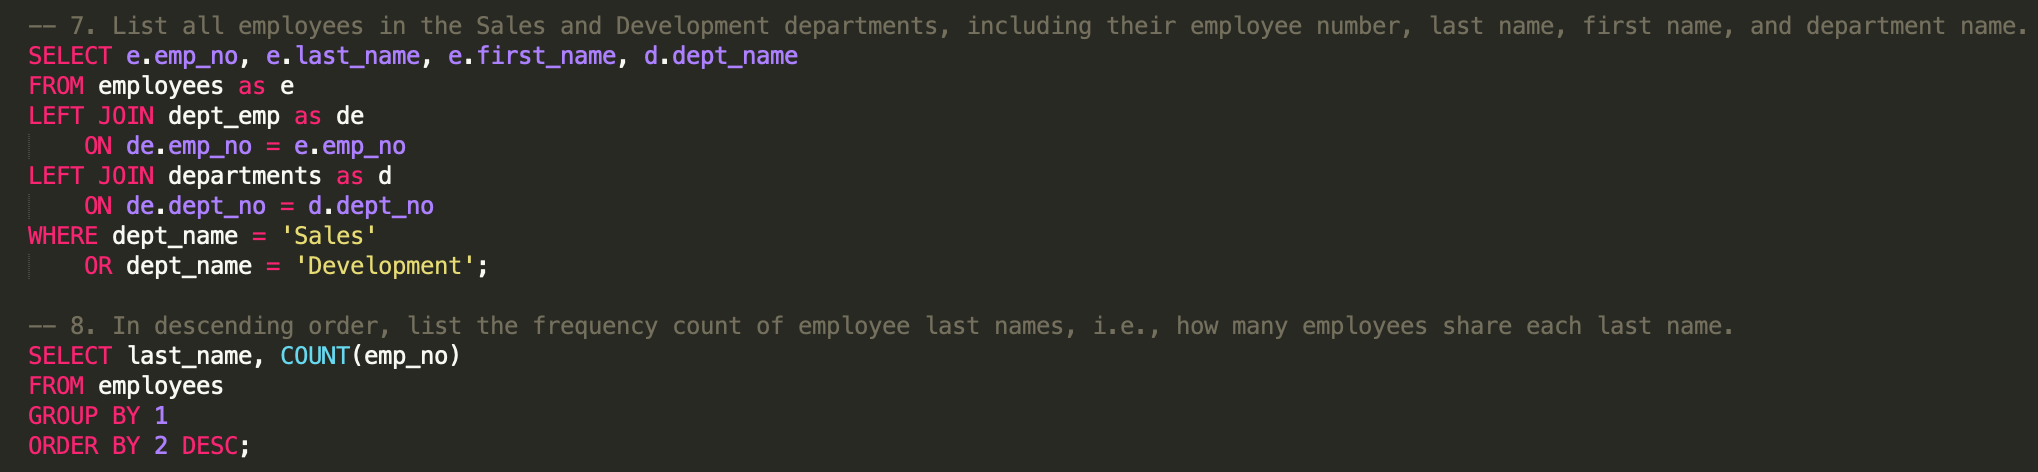 -- 7. List all employees in the Sales and Development departments, including their employee number, last name, first name, and department name.
SELECT e.emp_no, e.last_name, e.first_name, d.dept_name
FROM employees as e
LEFT JOIN dept_emp as de
    ON de.emp_no = e.emp_no
LEFT JOIN departments as d
    ON de.dept_no = d.dept_no
WHERE dept_name = 'Sales'
    OR dept_name = 'Development';

-- 8. In descending order, list the frequency count of employee last names, i.e., how many employees share each last name.
SELECT last_name, COUNT(emp_no)
FROM employees
GROUP BY 1
ORDER BY 2 DESC;